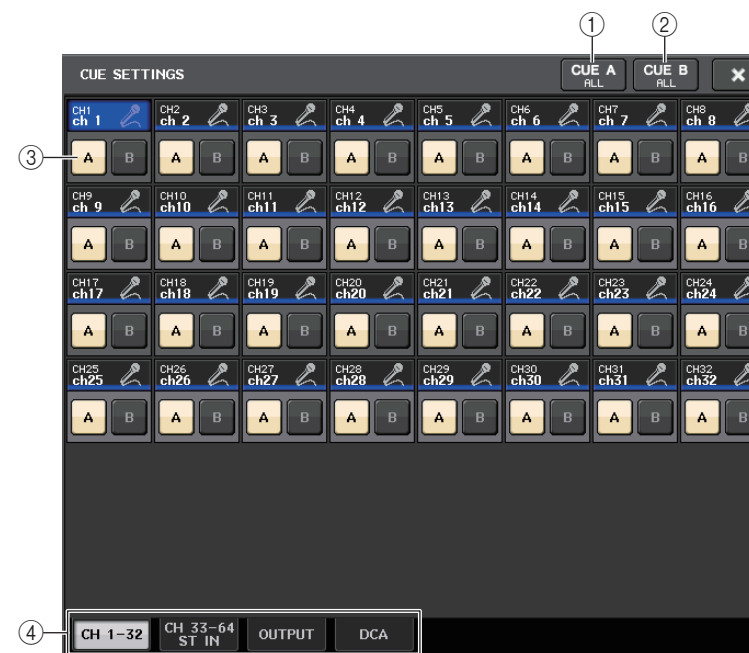 ① ②
CUE SETTINGS CUE A ALL CUE B ALL ×
CH1 CH2 CH3 CH4 CH5 CH6 CH7 CH8
ch 1 ch 2 ch 3 ch 4 ch 5 ch 6 ch 7 ch 8
③ A B A B A B A B A B A B A B A B
CH9 CH10 CH11 CH12 CH13 CH14 CH15 CH16
ch 9 ch10 ch11 ch12 ch13 ch14 ch15 ch16
A B A B A B A B A B A B A B A B
CH17 CH18 CH19 CH20 CH21 CH22 CH23 CH24
ch17 ch18 ch19 ch20 ch21 ch22 ch23 ch24
A B A B A B A B A B A B A B A B
CH25 CH26 CH27 CH28 CH29 CH30 CH31 CH32
ch25 ch26 ch27 ch28 ch29 ch30 ch31 ch32
A B A B A B A B A B A B A B A B
④ CH 1-32 CH 33-64 ST IN OUTPUT DCA